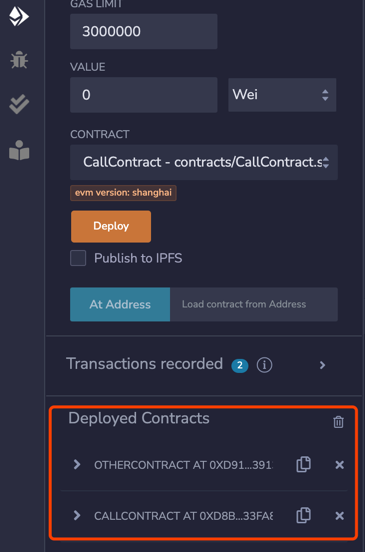 GAS LIMIT
3000000
VALUE
0
Wei
CONTRACT
CallContract - contracts/CallContract.s
evm version: shanghai
Deploy
Publish to IPFS
At Address
Load contract from Address
Transactions recorded 2 i
Deployed Contracts
OTHERCONTRACT AT 0XD91...391
CALLCONTRACT AT 0XD8B...33FA8